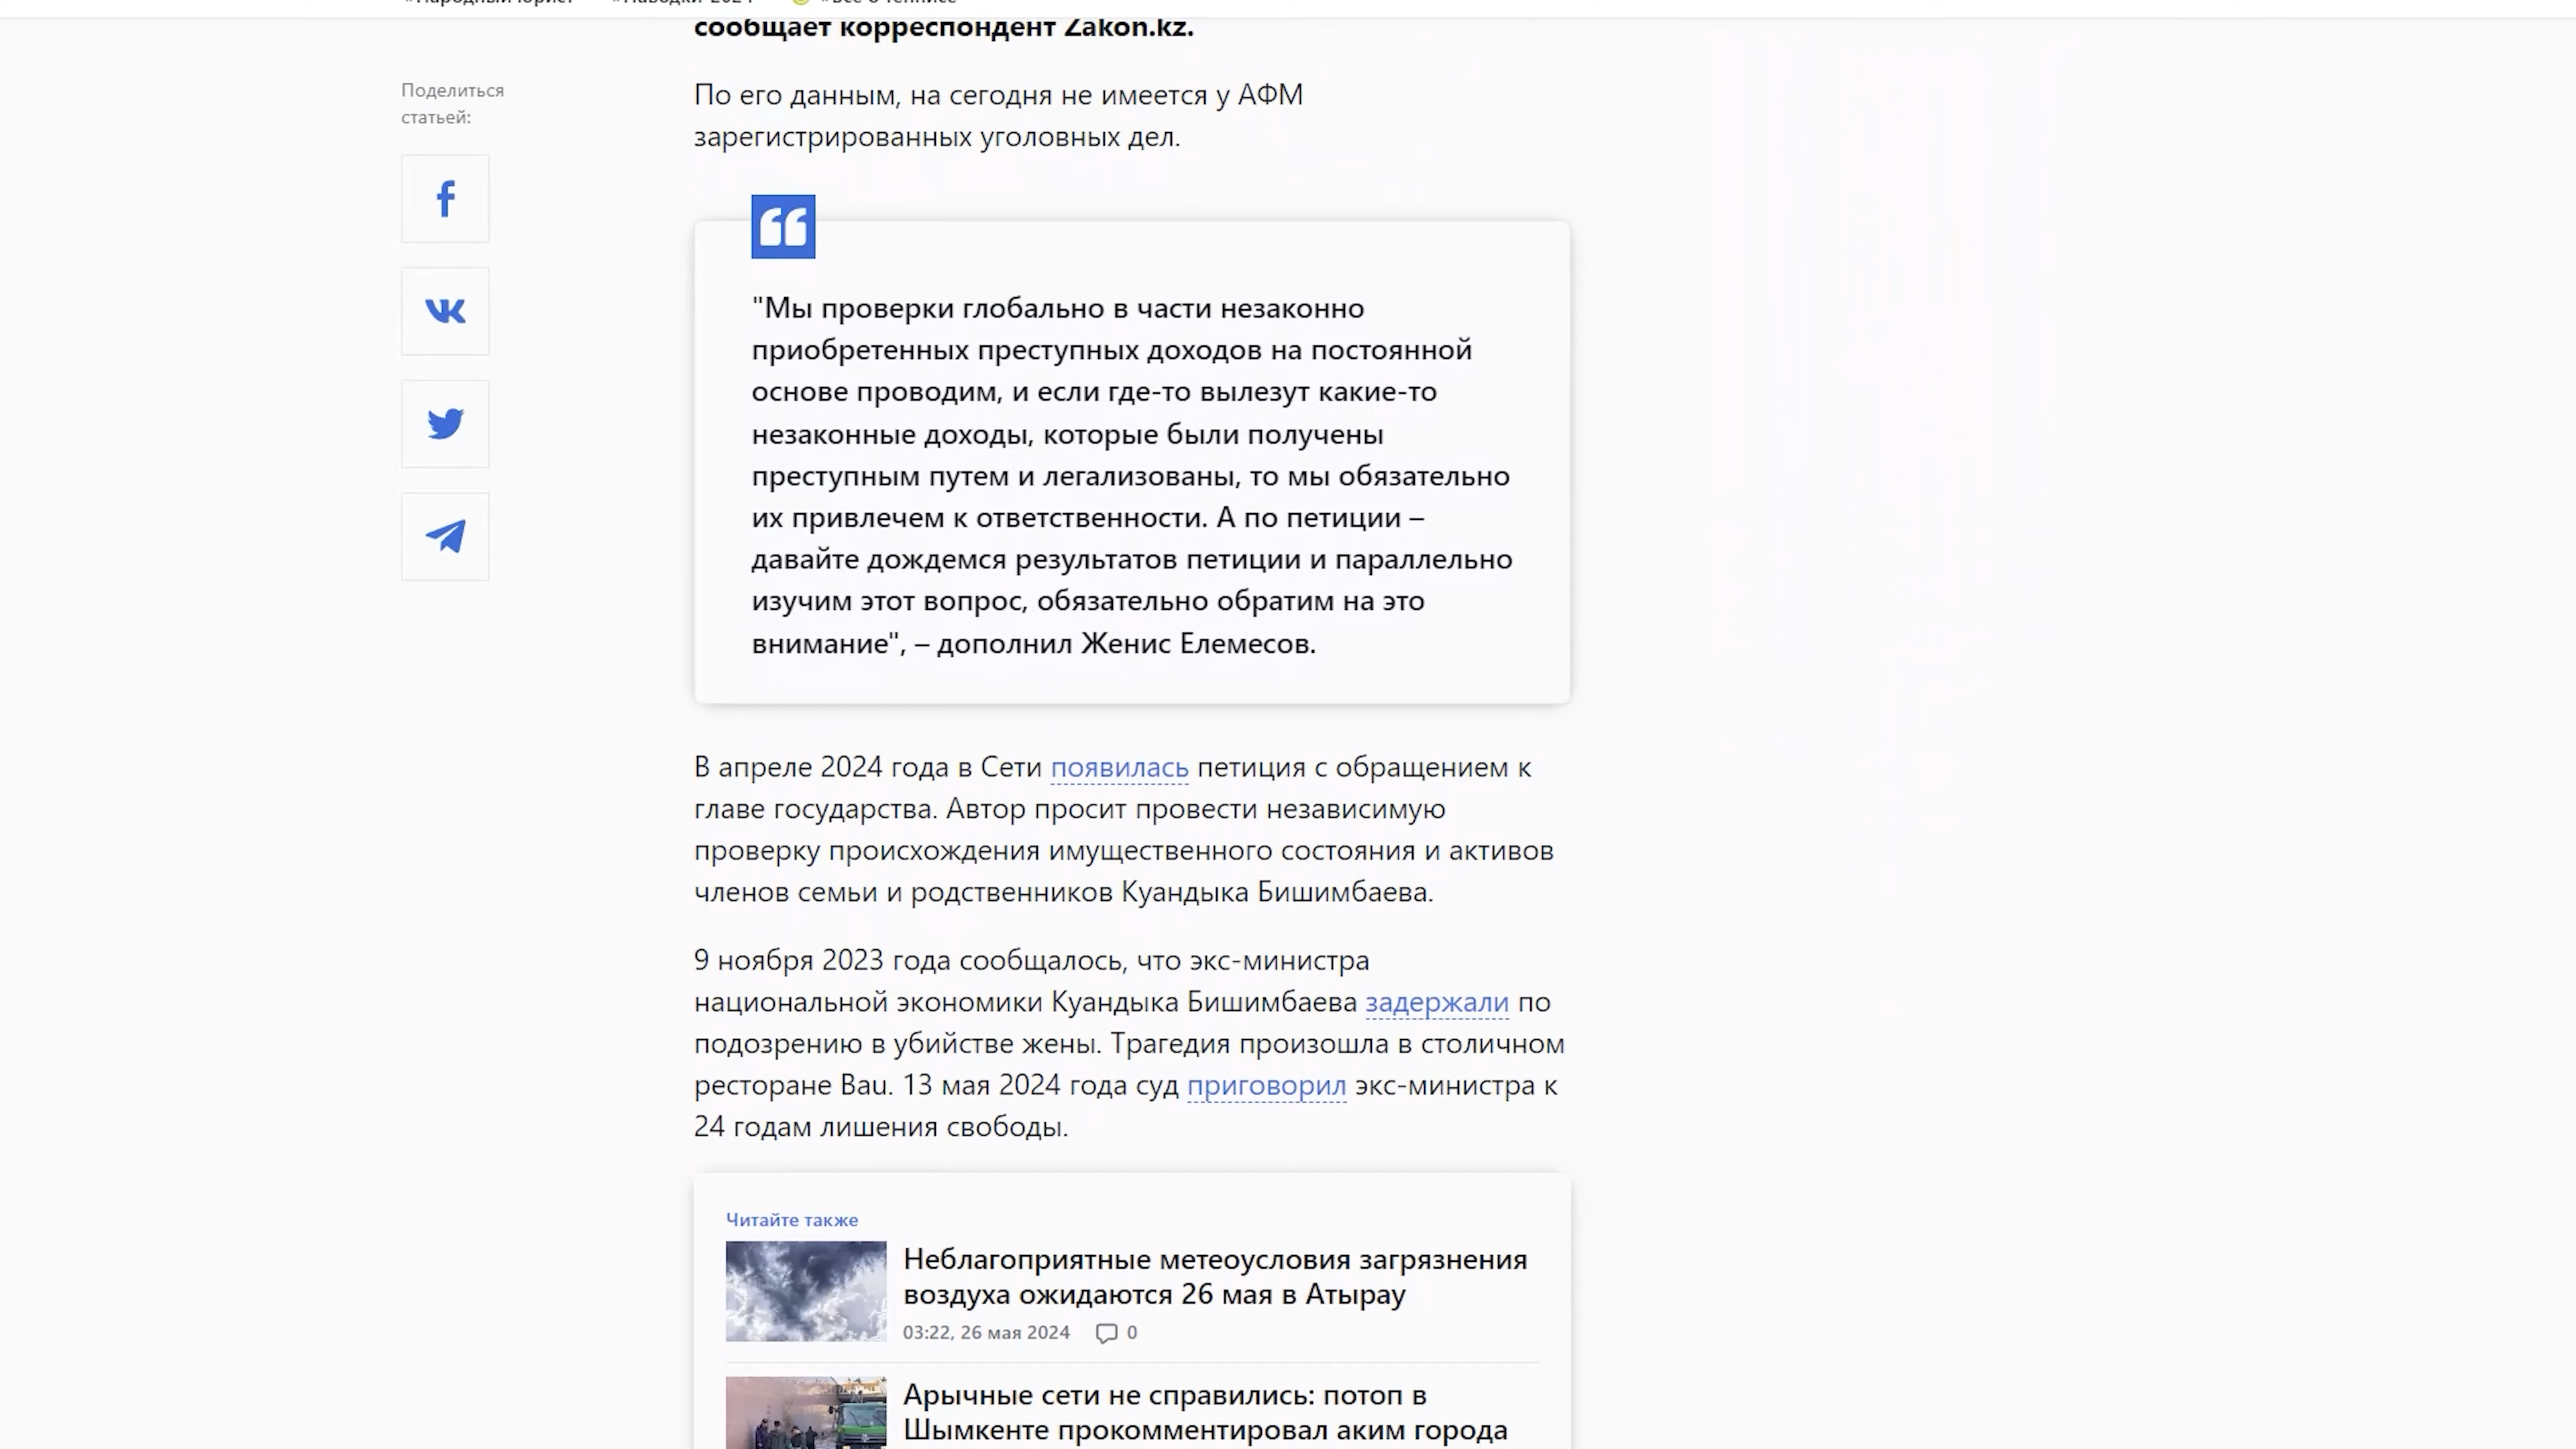 сообщает корреспондент Zakon.kz.
Поделиться
статьей:
По его данным, на сегодня не имеется у АФМ
зарегистрированных уголовных дел.
"Мы проверки глобально в части незаконно
приобретенных преступных доходов на постоянной
основе проводим, и если где-то вылезут какие-то
незаконные доходы, которые были получены
преступным путем и легализованы, то мы обязательно
их привлечем к ответственности. А по петиции –
давайте дождемся результатов петиции и параллельно
изучим этот вопрос, обязательно обратим на это
внимание", – дополнил Женис Елемесов.
В апреле 2024 года в Сети появилась петиция с обращением к
главе государства. Автор просит провести независимую
проверку происхождения имущественного состояния и активов
членов семьи и родственников Куандыка Бишимбаева.
9 ноября 2023 года сообщалось, что экс-министра
национальной экономики Куандыка Бишимбаева задержали по
подозрению в убийстве жены. Трагедия произошла в столичном
ресторане Bau. 13 мая 2024 года суд приговорил экс-министра к
24 годам лишения свободы.
Читайте также
Неблагоприятные метеоусловия загрязнения
воздуха ожидаются 26 мая в Атырау
03:22, 26 мая 2024 0
Арычные сети не справились: потоп в
Шымкенте прокомментировал аким города